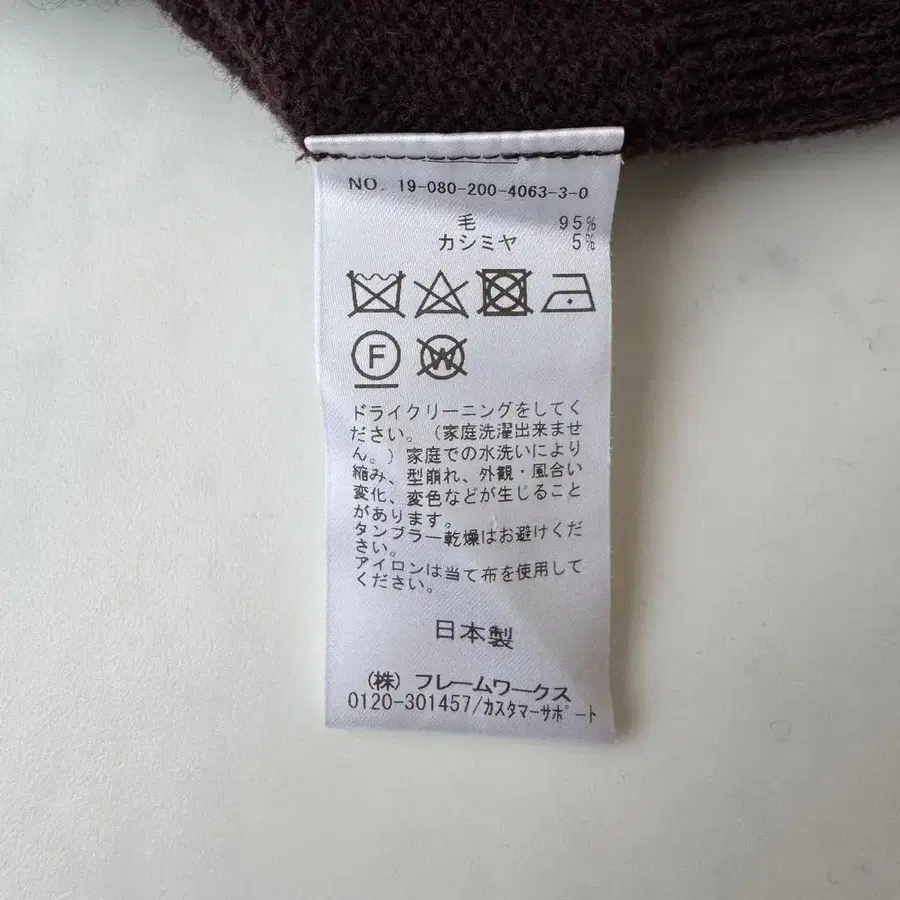 NO. 19-080-200-4063-3-0
毛 95%
カシミヤ 5%
F W
ドライクリーニングをしてく
ださい。(家庭洗濯出来ませ
ん。)家庭での水洗いにより
縮み、型崩れ、外観・風合い
変化、変色などが生じること
があります。
タンブラー乾燥はお避けくだ
さい。
アイロンは当て布を使用して
ください。
日本製
(株)フレームワークス
0120-301457/カスタマーサポート